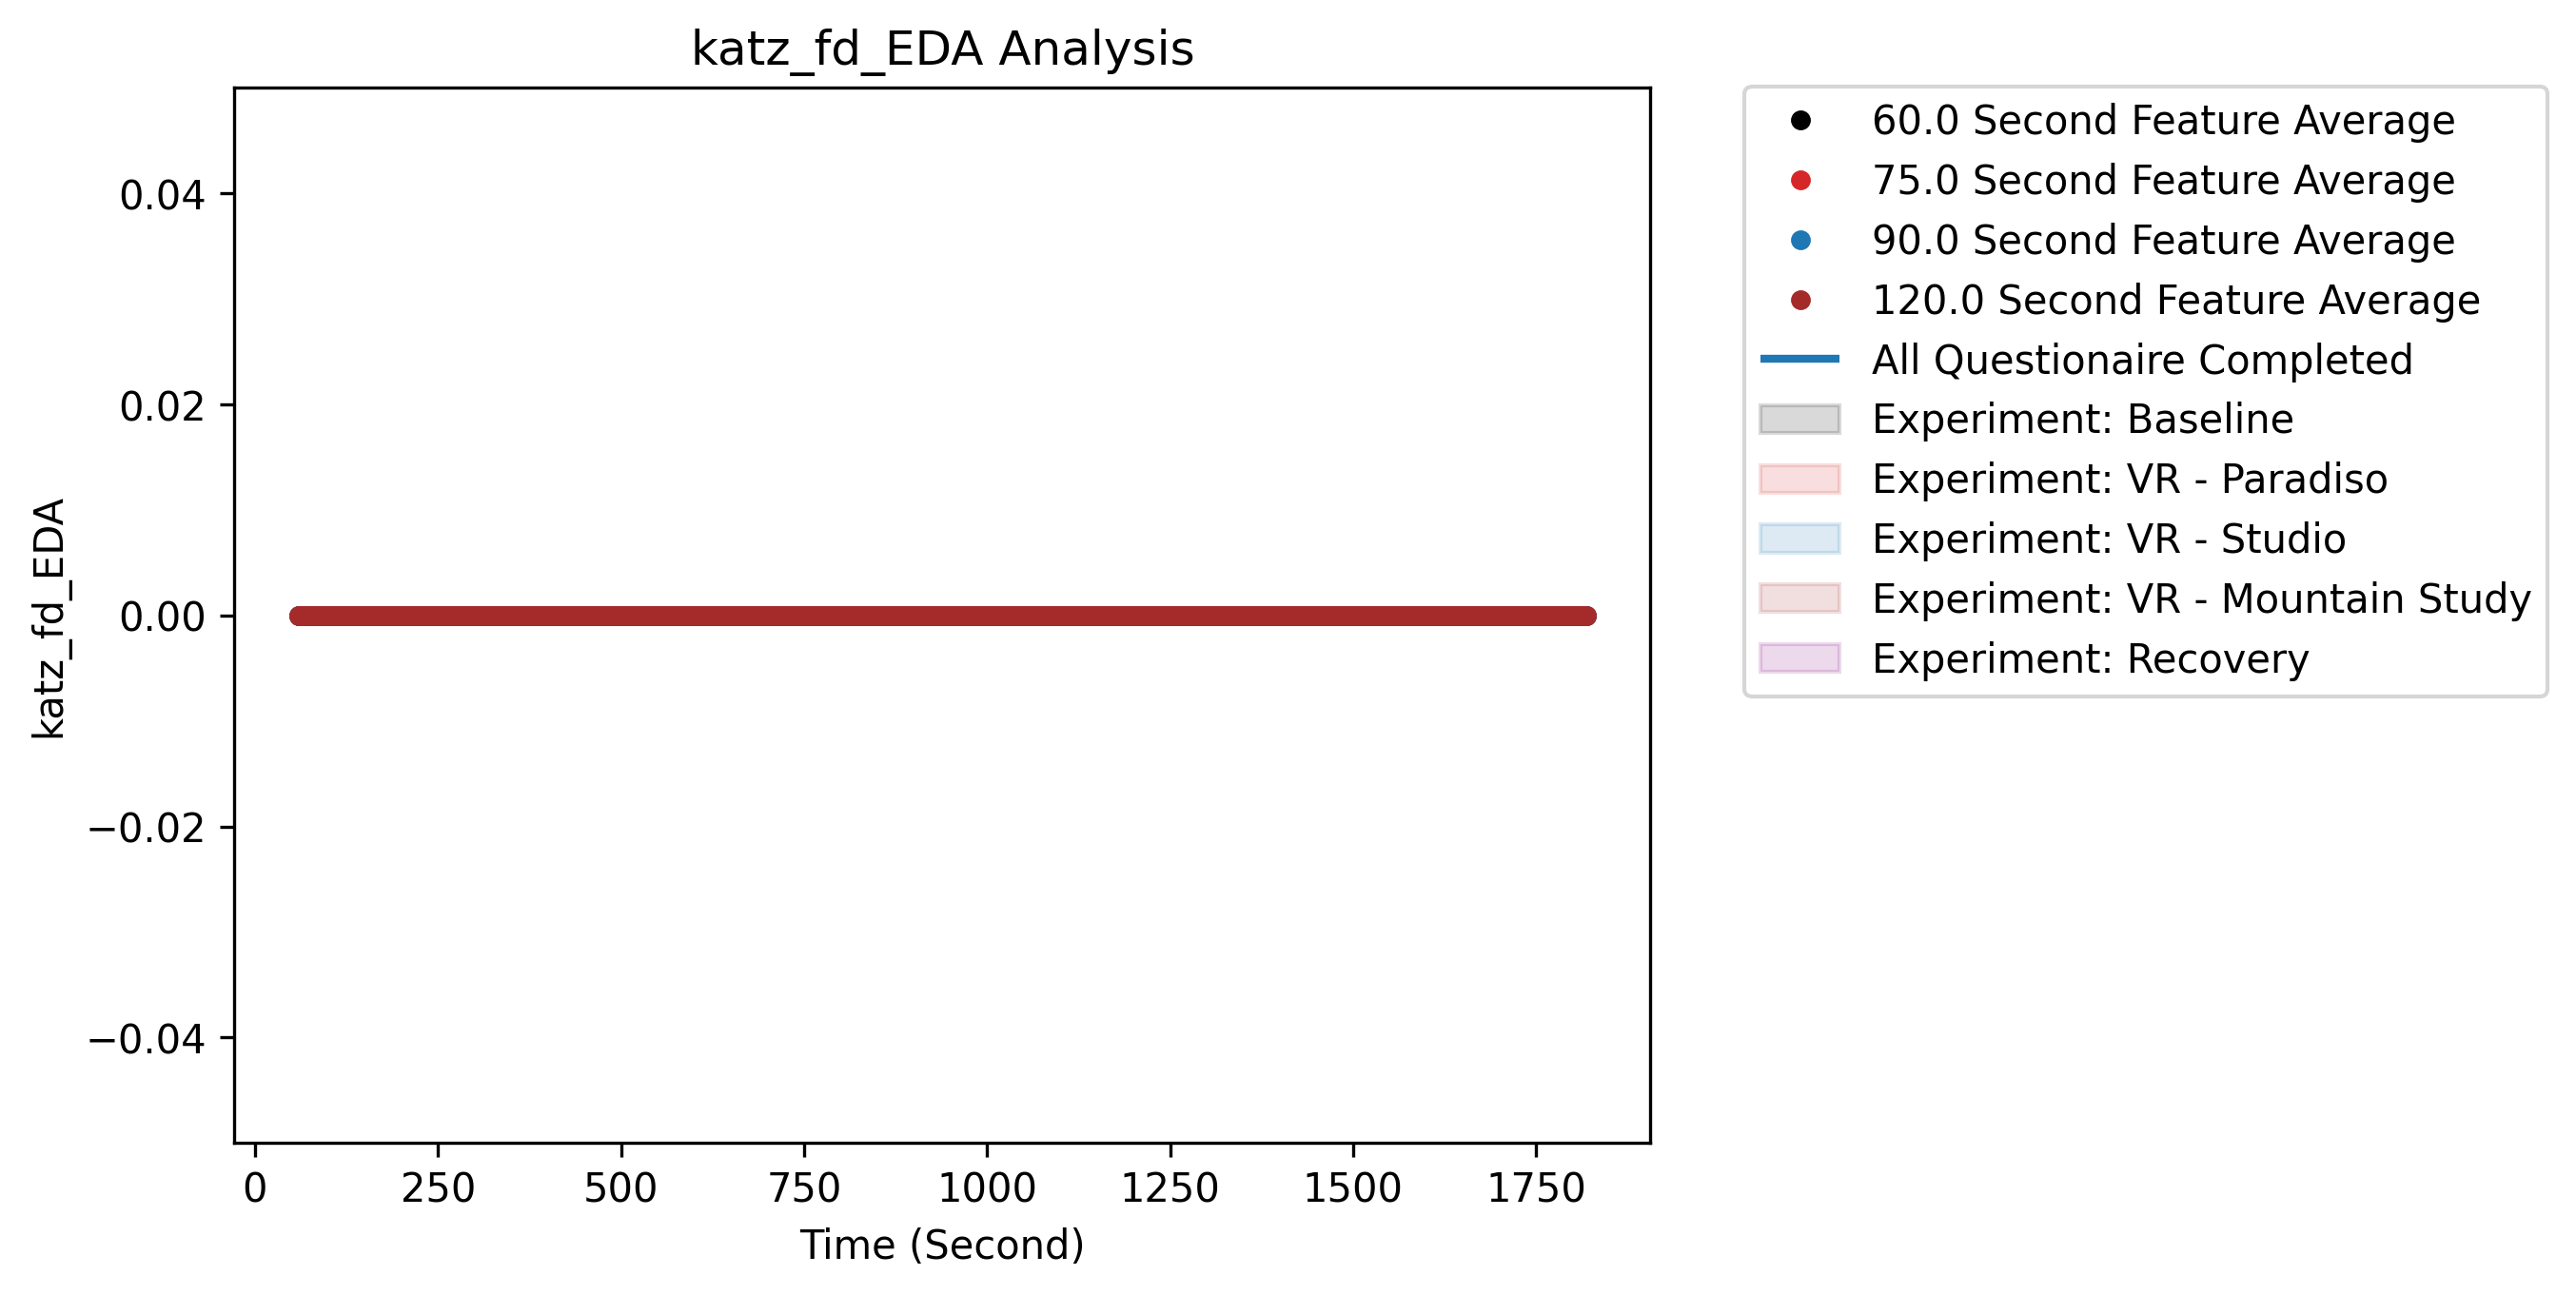 katz_fd_EDA Analysis
0.04
0.02
0.00
−0.02
−0.04
katz_fd_EDA
0 250 500 750 1000 1250 1500 1750
Time (Second)
60.0 Second Feature Average
75.0 Second Feature Average
90.0 Second Feature Average
120.0 Second Feature Average
All Questionaire Completed
Experiment: Baseline
Experiment: VR - Paradiso
Experiment: VR - Studio
Experiment: VR - Mountain Study
Experiment: Recovery